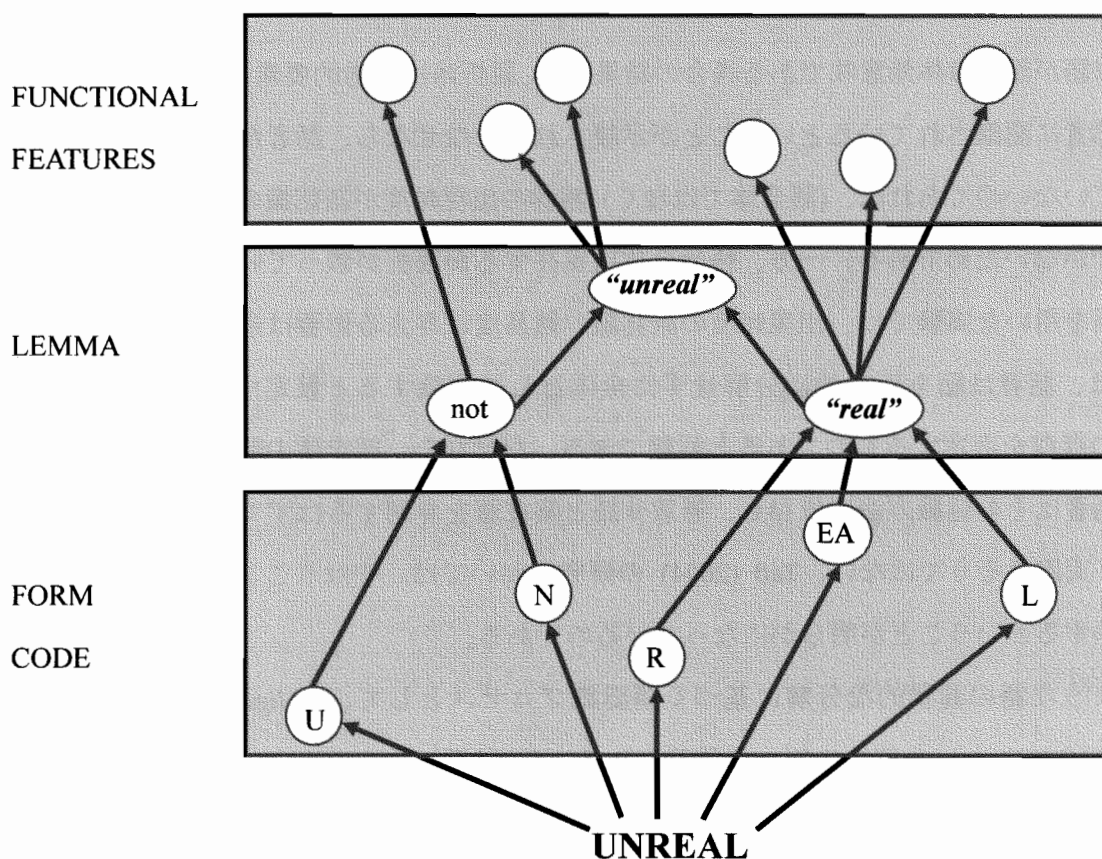 FUNCTIONAL
FEATURES
"unreal"
LEMMA
not
"real"
EA
FORM
N
L
CODE
R
U
UNREAL